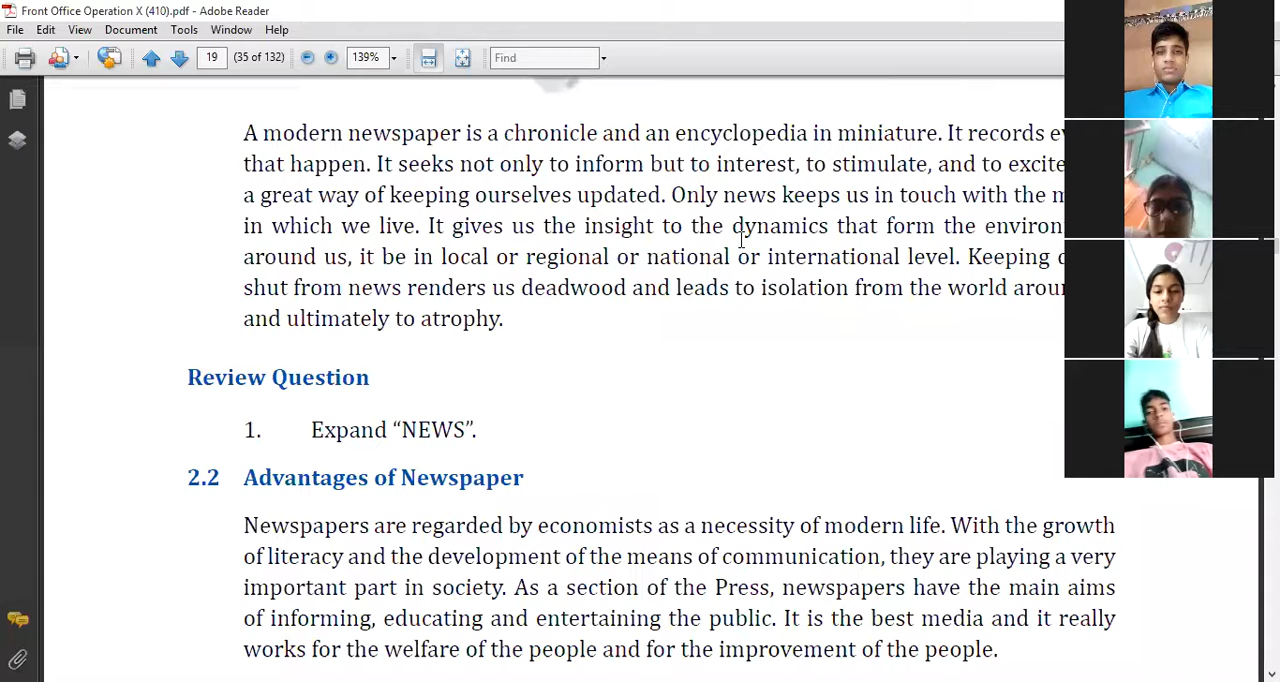 Front Office Operation X (410).pdf - Adobe Reader
File Edit View Document Tools Window Help
19 (35 of 132) 139% Find
A modern newspaper is a chronicle and an encyclopedia in miniature. It records
that happen. It seeks not only to inform but to interest, to stimulate, and to excite
a great way of keeping ourselves updated. Only news keeps us in touch with the
in which we live. It gives us the insight to the dynamics that form the
around us, it be in local or regional or national or international level. Keeping
shut from news renders us deadwood and leads to isolation from the world
and ultimately to atrophy.
Review Question
1. Expand “NEWS”.
2.2 Advantages of Newspaper
Newspapers are regarded by economists as a necessity of modern life. With the growth
of literacy and the development of the means of communication, they are playing a very
important part in society. As a section of the Press, newspapers have the main aims
of informing, educating and entertaining the public. It is the best media and it really
works for the welfare of the people and for the improvement of the people.